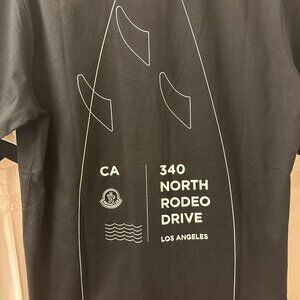 CA
340
NORTH
RODEO
DRIVE
LOS ANGELES